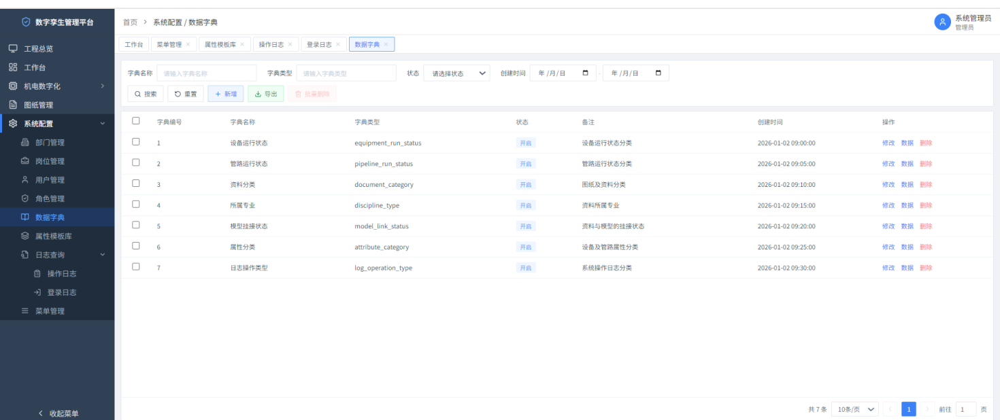 数字孪生管理平台
工程总览
工作台
机电数字化
图纸管理
系统配置
部门管理
岗位管理
用户管理
角色管理
数据字典
属性模板库
日志查询
操作日志
登录日志
菜单管理
收起菜单
首页 > 系统配置 / 数据字典
系统管理员
管理员
工作台 菜单管理 × 属性模板库 × 操作日志 × 登录日志 × 数据字典 ×
字典名称 请输入字典名称 字典类型 请输入字典类型 状态 请选择状态 创建时间 年 /月/日 - 年 /月/日
搜索 重置 + 新增 导出 批量删除
字典编号 字典名称 字典类型 状态 备注 创建时间 操作
1 设备运行状态 equipment_run_status 开启 设备运行状态分类 2026-01-02 09:00:00 修改 数据 删除
2 管路运行状态 pipeline_run_status 开启 管路运行状态分类 2026-01-02 09:05:00 修改 数据 删除
3 资料分类 document_category 开启 图纸及资料分类 2026-01-02 09:10:00 修改 数据 删除
4 所属专业 discipline_type 开启 资料所属专业 2026-01-02 09:15:00 修改 数据 删除
5 模型挂接状态 model_link_status 开启 资料与模型的挂接状态 2026-01-02 09:20:00 修改 数据 删除
6 属性分类 attribute_category 开启 设备及管路属性分类 2026-01-02 09:25:00 修改 数据 删除
7 日志操作类型 log_operation_type 开启 系统操作日志分类 2026-01-02 09:30:00 修改 数据 删除
共 7 条 10条/页 < 1 > 前往 1 页